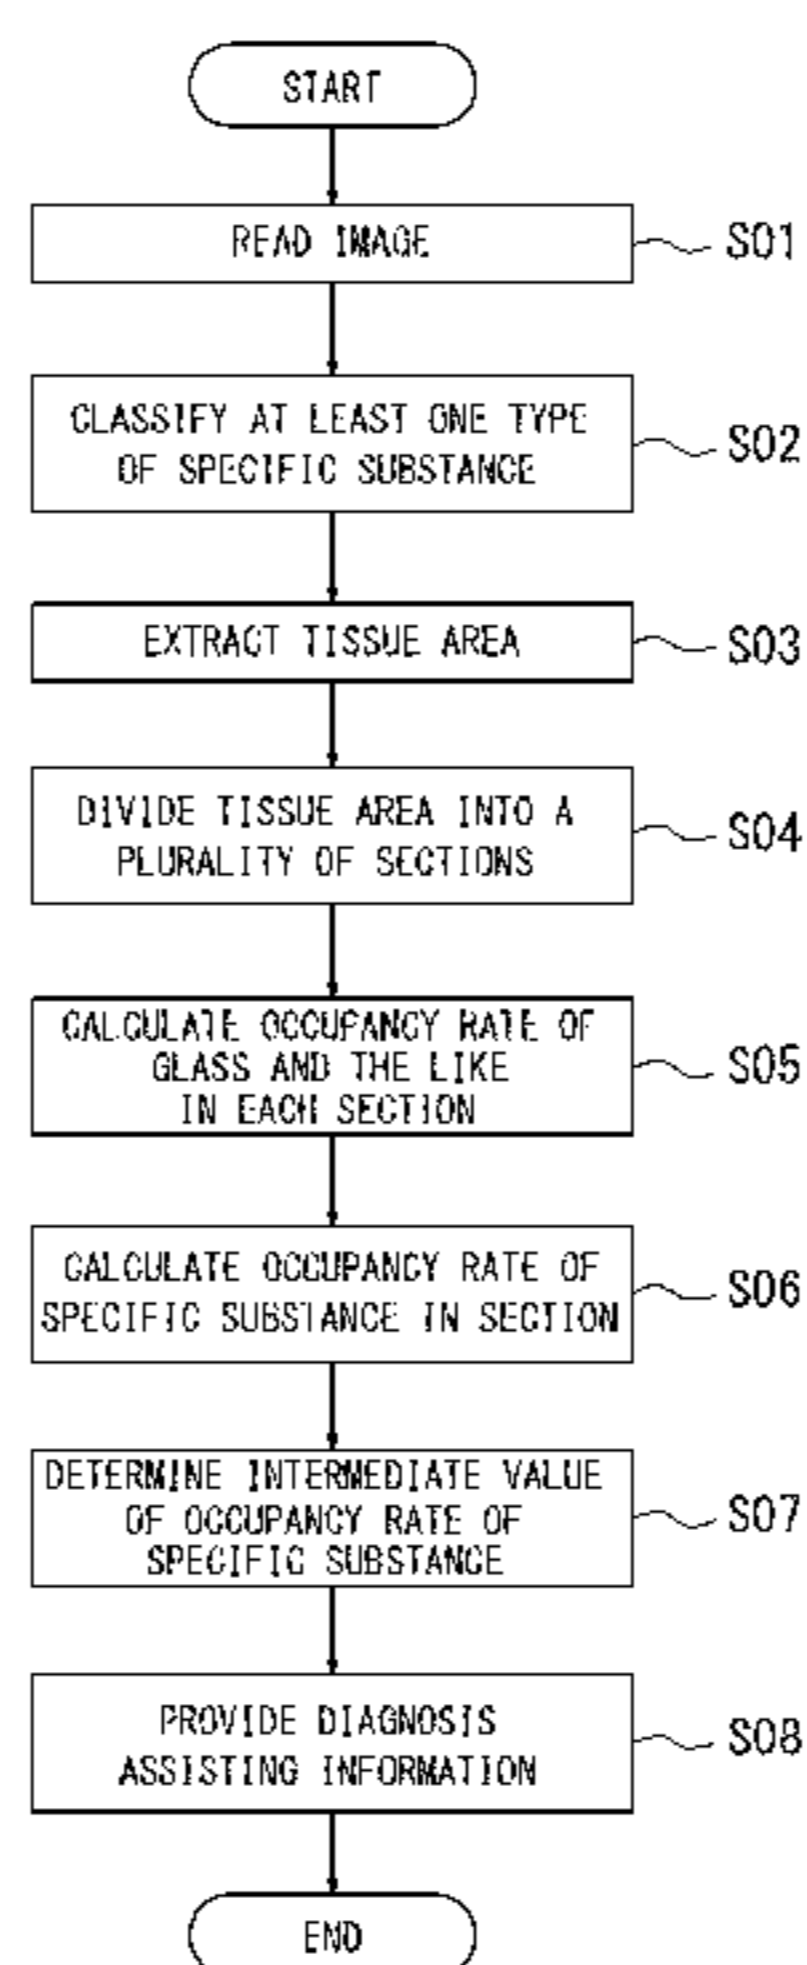 START
READ IMAGE
S01
CLASSIFY AT LEAST ONE TYPE
OF SPECIFIC SUBSTANCE
S02
EXTRACT TISSUE AREA
S03
DIVIDE TISSUE AREA INTO A
PLURALITY OF SECTIONS
S04
CALCULATE OCCUPANCY RATE OF
GLASS AND THE LIKE
IN EACH SECTION
S05
CALCULATE OCCUPANCY RATE OF
SPECIFIC SUBSTANCE IN SECTION
S06
DETERMINE INTERMEDIATE VALUE
OF OCCUPANCY RATE OF
SPECIFIC SUBSTANCE
S07
PROVIDE DIAGNOSIS
ASSISTING INFORMATION
S08
END